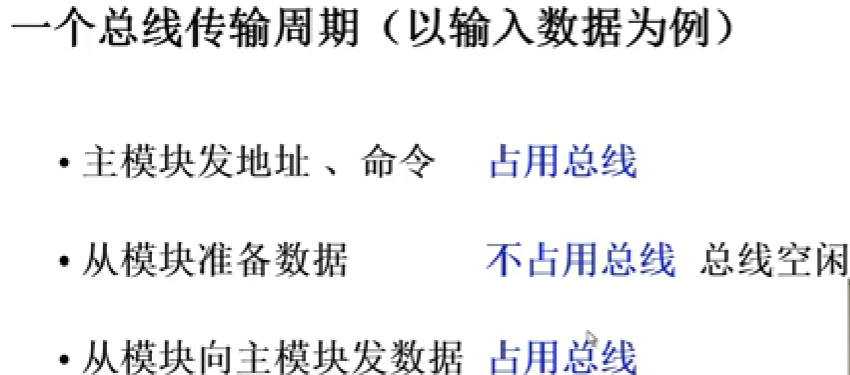 一个总线传输周期（以输入数据为例）
• 主模块发地址 、命令 占用总线
• 从模块准备数据 不占用总线 总线空闲
• 从模块向主模块发数据 占用总线